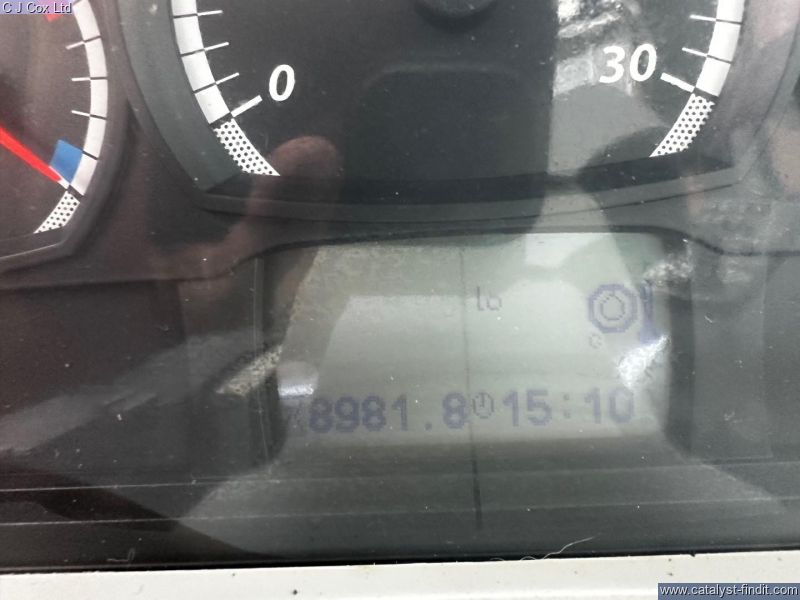 C J Cox Ltd
0
30
8981.8 15:10
www.catalyst-findit.com